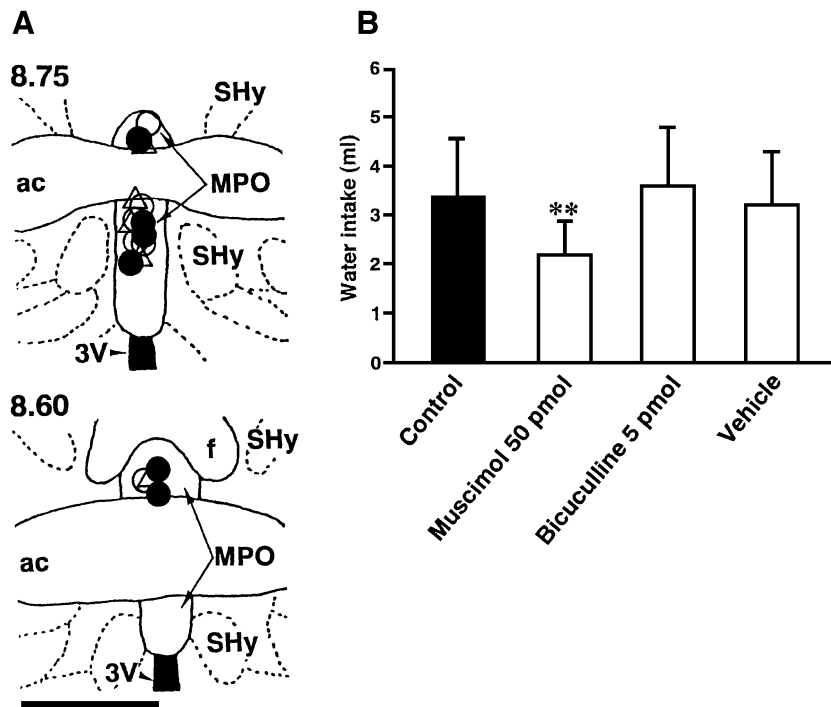 A
8.75
SHy
ac
MPO
SHy
3V
8.60
f
SHy
ac
MPO
SHy
3V
B
Water intake (ml)
6
5
4
3
2
1
0
**
Control
Muscimol 50 pmol
Bicuculline 5 pmol
Vehicle